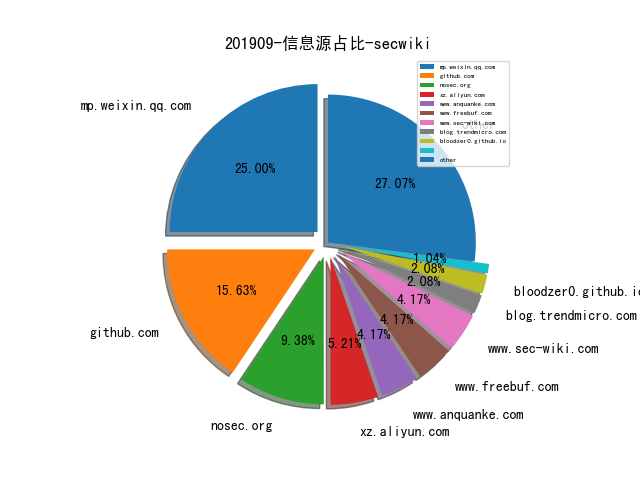 201909-信息源占比-secwiki
mp.weixin.qq.com
github.com
nosec.org
xz.aliyun.com
www.anquanke.com
www.freebuf.com
www.sec-wiki.com
blog.trendmicro.com
bloodzer0.github.io
other
other
mp.weixin.qq.com
25.00%
27.07%
1.04%
2.08%
2.08%
bloodzer0.github.io
15.63%
4.17%
blog.trendmicro.com
4.17%
github.com
9.38%
5.21%
4.17%
www.sec-wiki.com
www.freebuf.com
www.anquanke.com
nosec.org
xz.aliyun.com